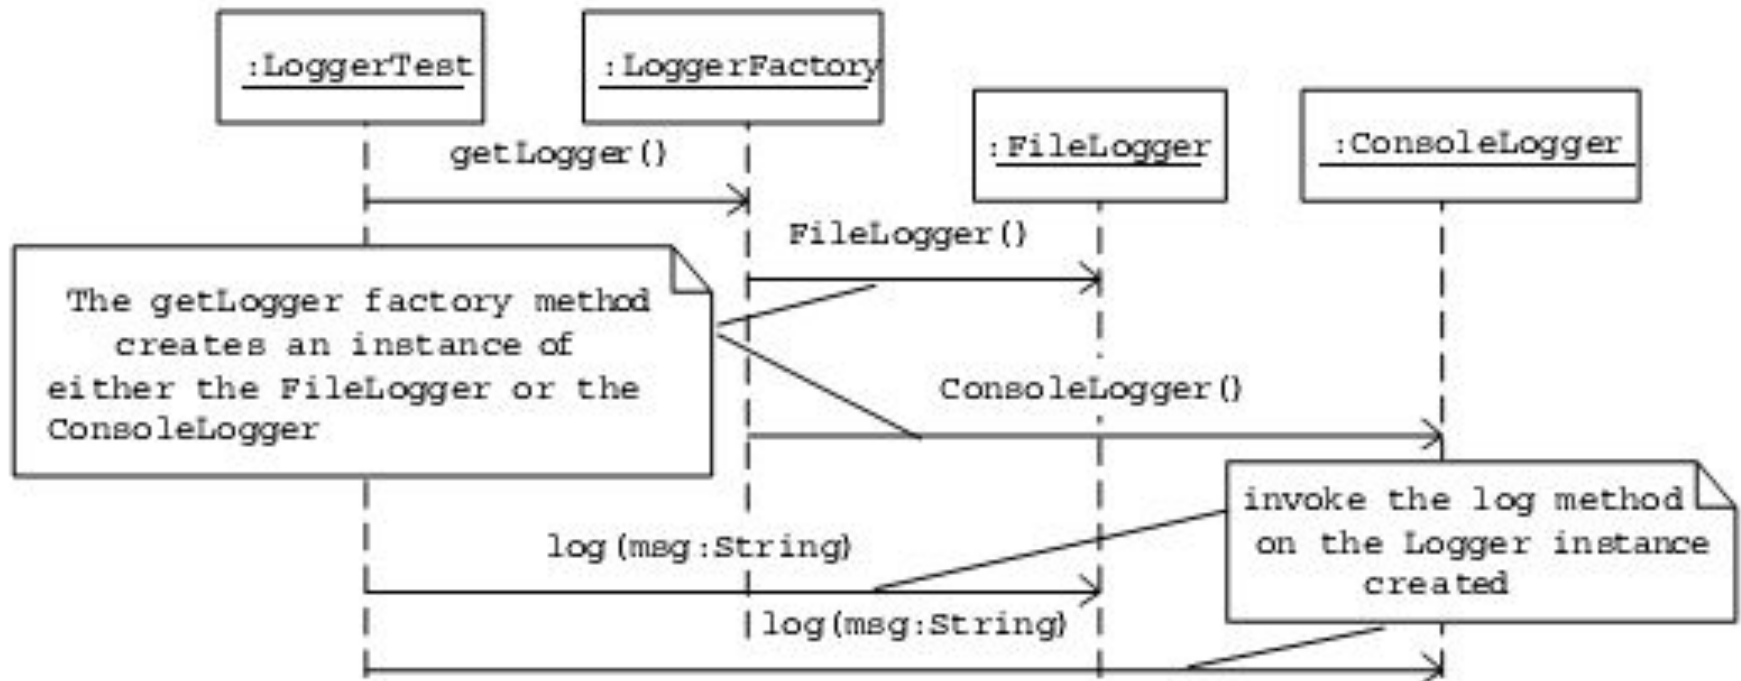 :LoggerTest
:LoggerFactory
:FileLogger
:ConsoleLogger
getLogger()
FileLogger()
The getLogger factory method
creates an instance of
either the FileLogger or the
ConsoleLogger
ConsoleLogger()
invoke the log method
on the Logger instance
created
log(msg:String)
log(msg:String)